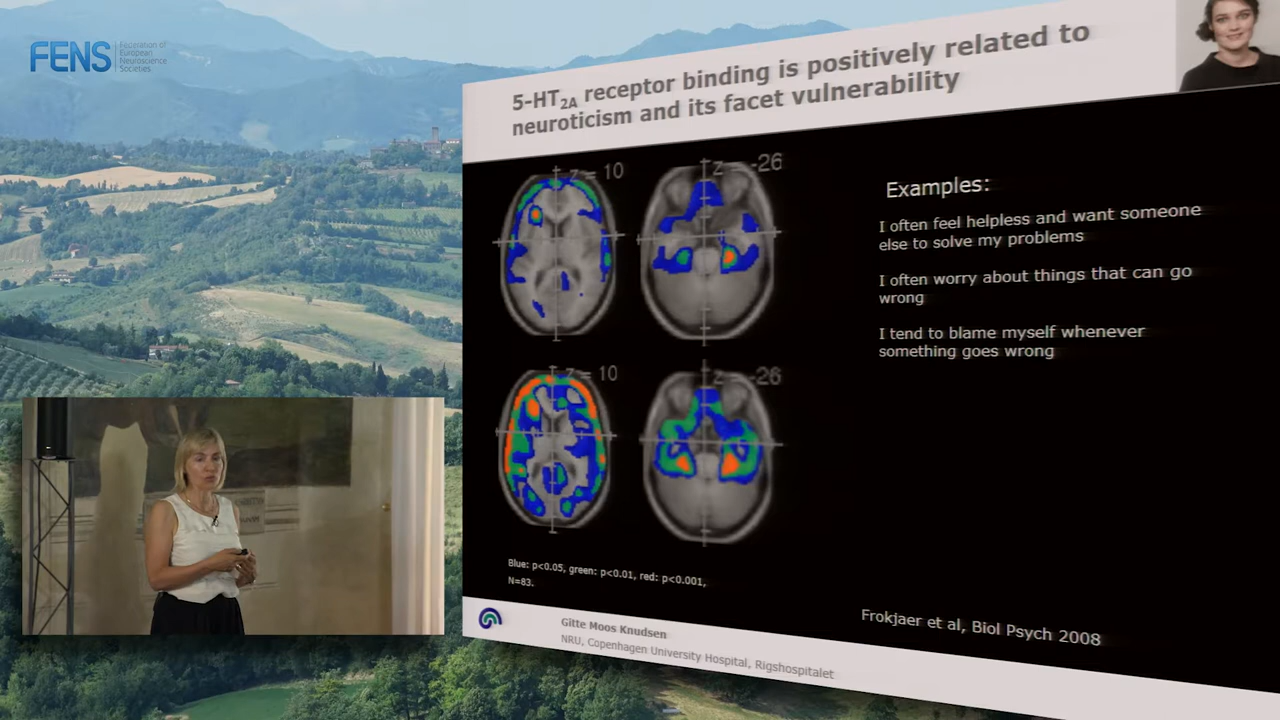 FENS
Federation of
European
Neuroscience
Societies
5-HT2A receptor binding is positively related to
neuroticism and its facet vulnerability
z = 10
z = -26
z = 10
z = -26
Examples:
I often feel helpless and want someone
else to solve my problems
I often worry about things that can go
wrong
I tend to blame myself whenever
something goes wrong
Blue: p<0.05, green: p<0.01, red: p<0.001,
N=83.
Frokjaer et al, Biol Psych 2008
Gitte Moos Knudsen
NRU, Copenhagen University Hospital, Rigshospitalet